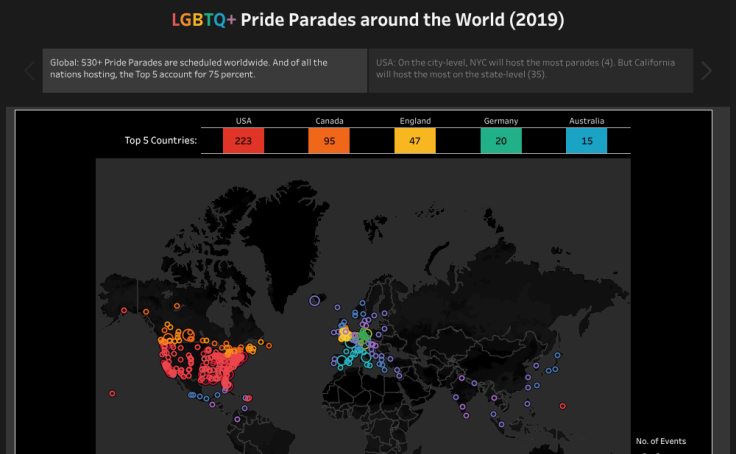 LGBTQ+ Pride Parades around the World (2019)
Global: 530+ Pride Parades are scheduled worldwide. And of all the
nations hosting, the Top 5 account for 75 percent.
USA: On the city-level, NYC will host the most parades (4). But California
will host the most on the state-level (35).
USA Canada England Germany Australia
Top 5 Countries: 223 95 47 20 15
No. of Events